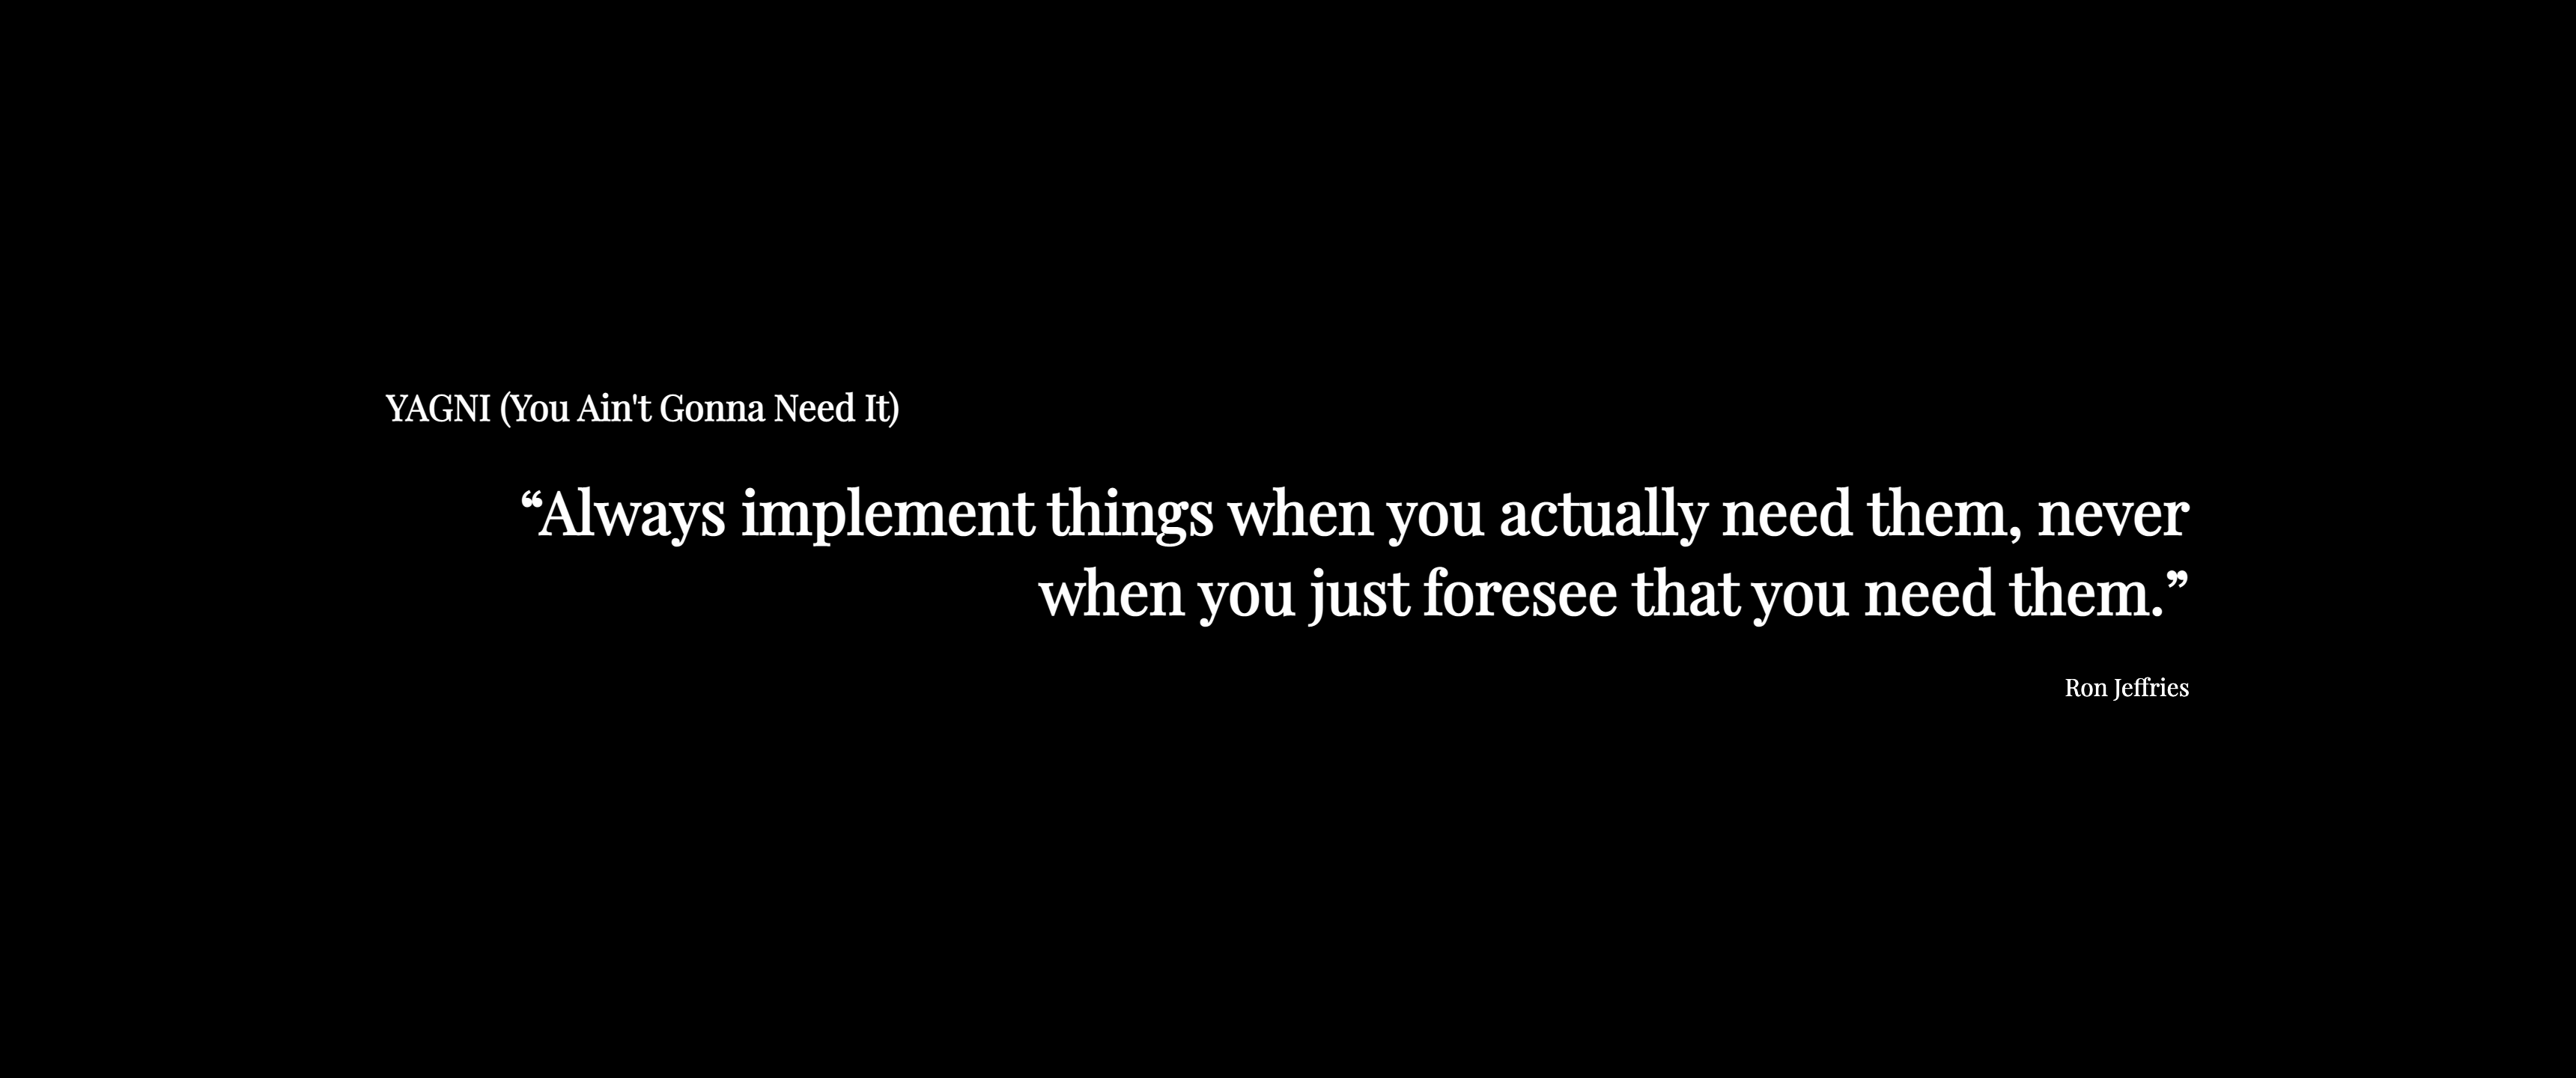 YAGNI (You Ain't Gonna Need It)
“Always implement things when you actually need them, never
when you just foresee that you need them.”
Ron Jeffries